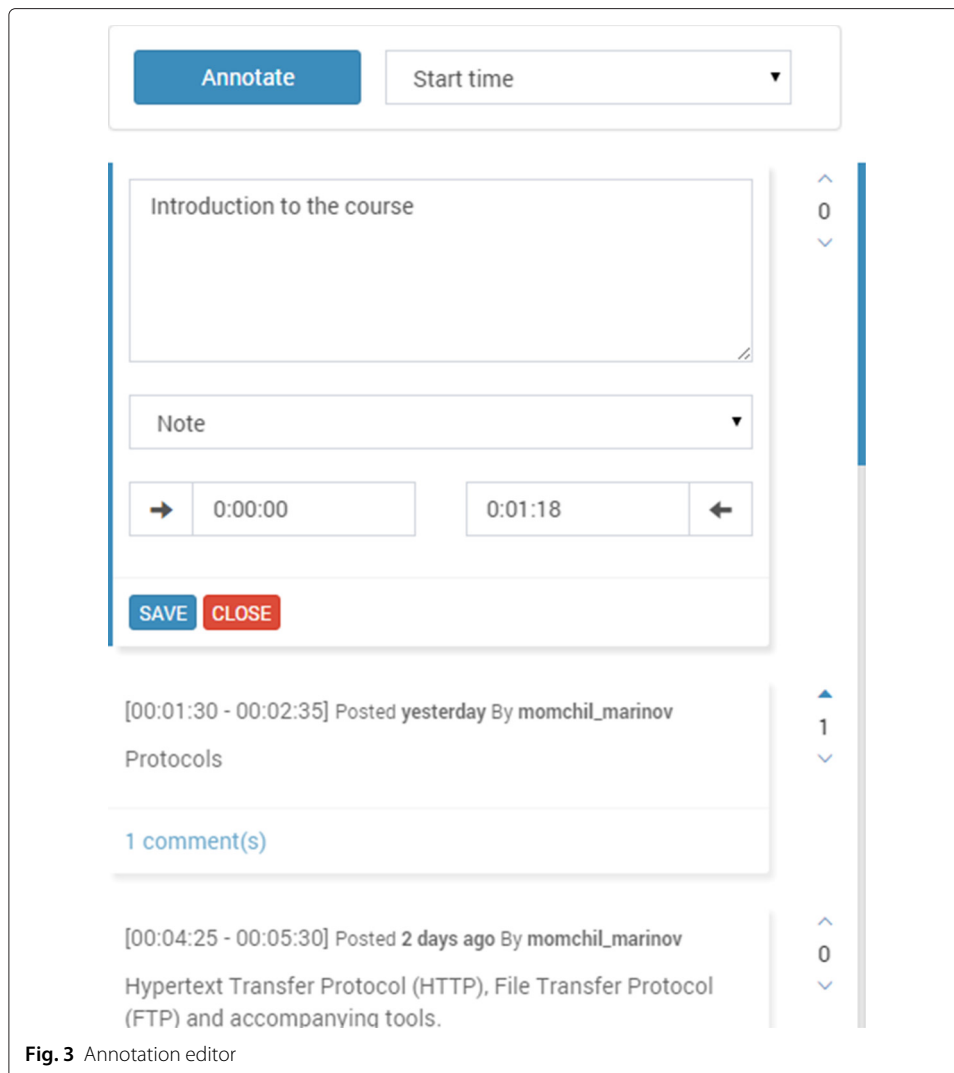 Annotate Start time
Introduction to the course
0
Note
0:00:00 0:01:18
SAVE CLOSE
[00:01:30 - 00:02:35] Posted yesterday By momchil_marinov
1
Protocols
1 comment(s)
[00:04:25 - 00:05:30] Posted 2 days ago By momchil_marinov
0
Hypertext Transfer Protocol (HTTP), File Transfer Protocol
(FTP) and accompanying tools.
Fig. 3 Annotation editor